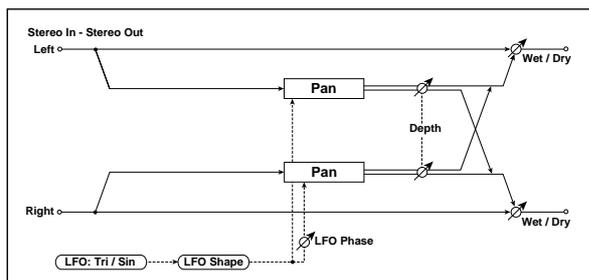 Stereo In - Stereo Out
Left
Wet / Dry
Pan
Depth
Pan
Right
Wet / Dry
LFO Phase
LFO: Tri / Sin
LFO Shape